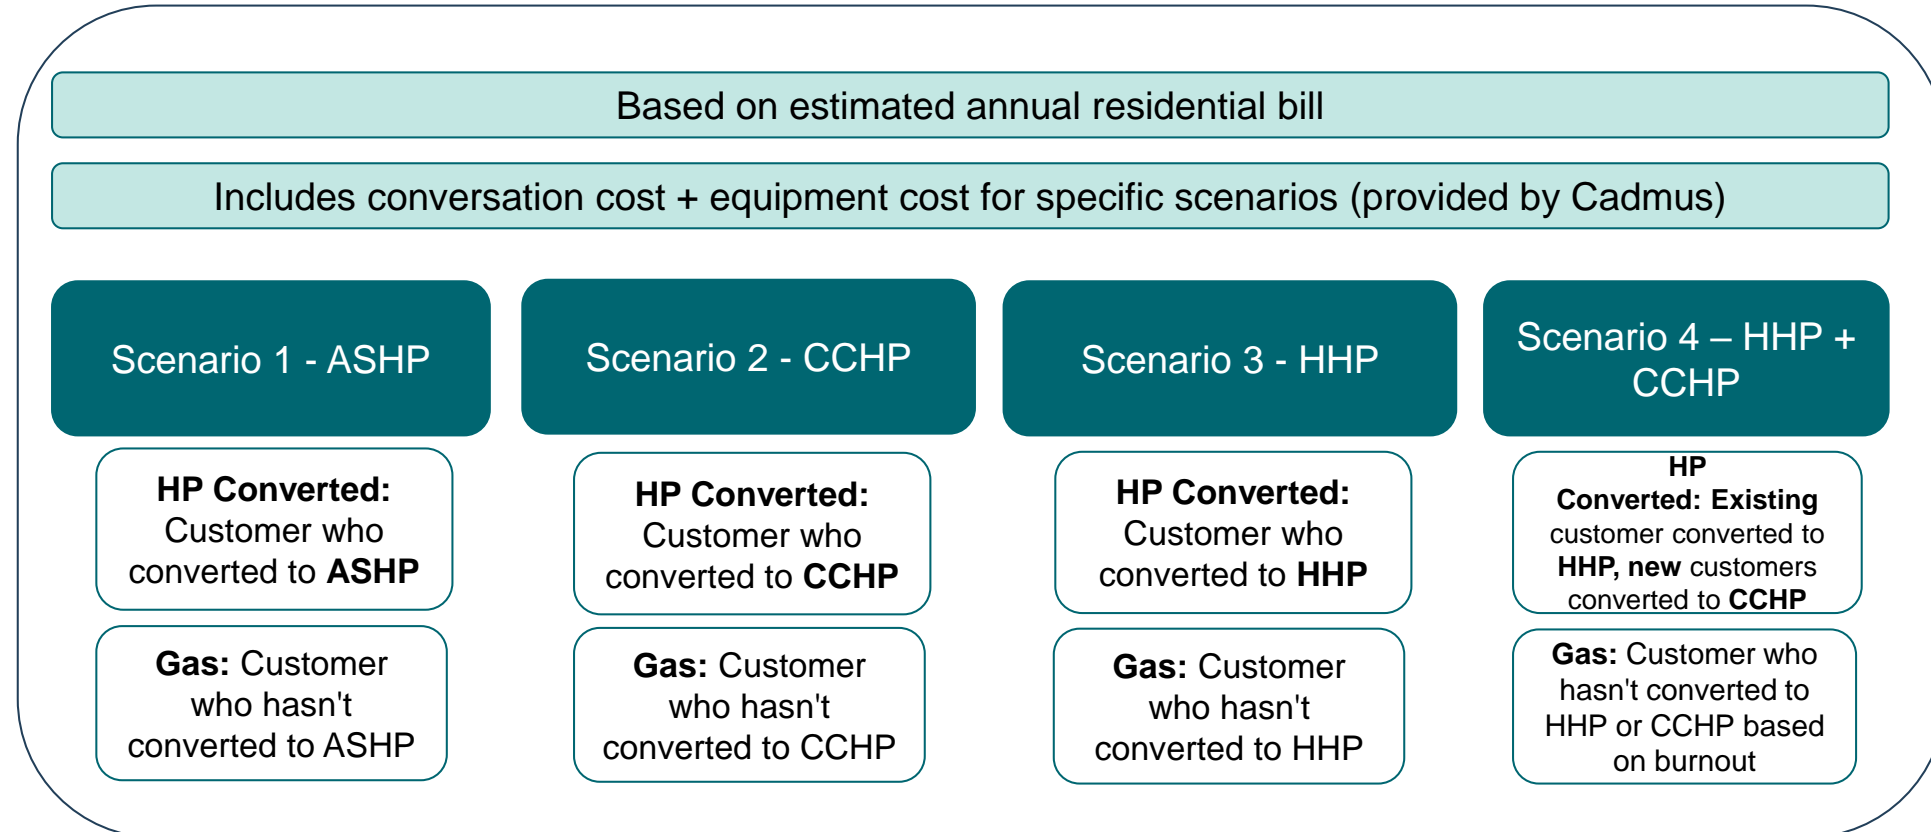 Based on estimated annual residential bill
Includes conversation cost + equipment cost for specific scenarios (provided by Cadmus)
Scenario 1 - ASHP
HP Converted:
Customer who
converted to ASHP
Gas: Customer
who hasn't
converted to ASHP
Scenario 2 - CCHP
HP Converted:
Customer who
converted to CCHP
Gas: Customer
who hasn't
converted to CCHP
Scenario 3 - HHP
HP Converted:
Customer who
converted to HHP
Gas: Customer
who hasn't
converted to HHP
Scenario 4 – HHP +
CCHP
HP
Converted: Existing
customer converted to
HHP, new customers
converted to CCHP
Gas: Customer who
hasn't converted to
HHP or CCHP based
on burnout